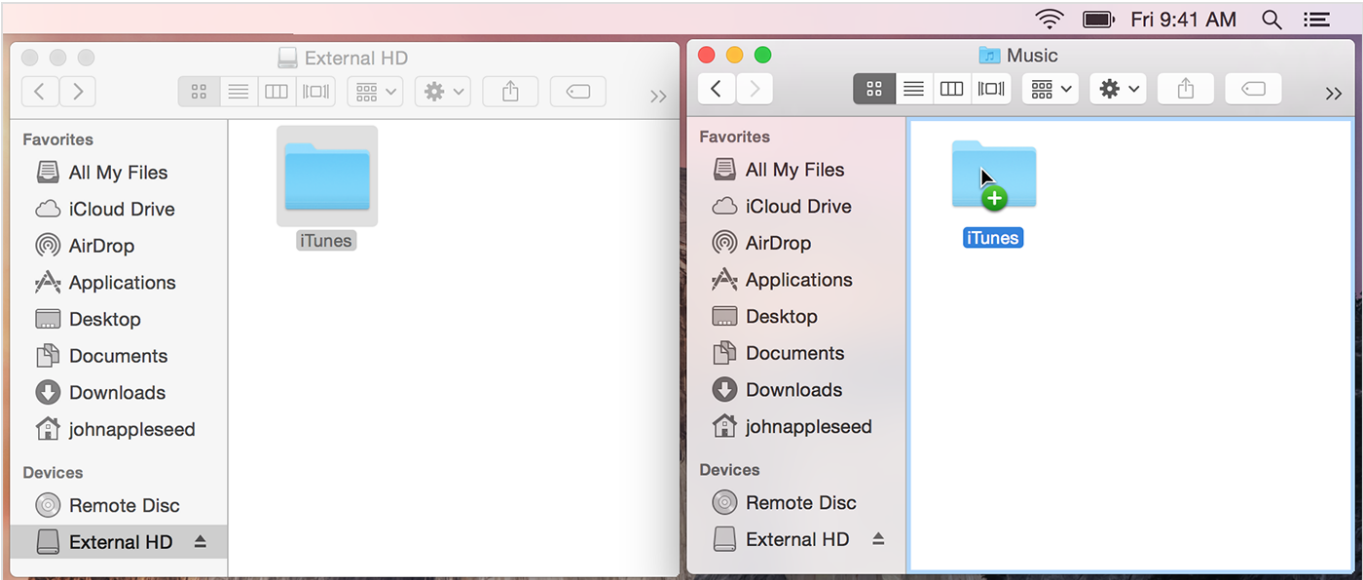 Fri 9:41 AM
External HD
Favorites
All My Files
iCloud Drive
AirDrop
Applications
Desktop
Documents
Downloads
johnappleseed
Devices
Remote Disc
External HD
iTunes
Music
Favorites
All My Files
iCloud Drive
AirDrop
Applications
Desktop
Documents
Downloads
johnappleseed
Devices
Remote Disc
External HD
iTunes